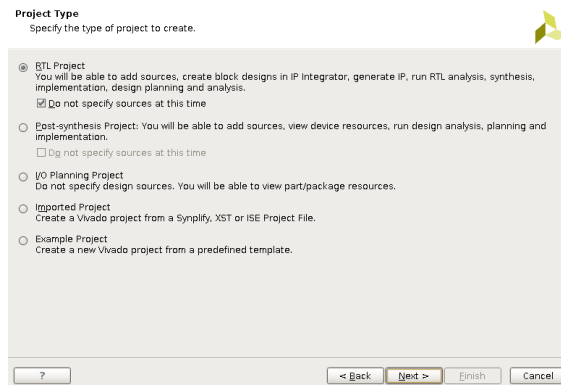 Project Type
Specify the type of project to create.
RTL Project
You will be able to add sources, create block designs in IP Integrator, generate IP, run RTL analysis, synthesis,
implementation, design planning and analysis.
Do not specify sources at this time
Post-synthesis Project: You will be able to add sources, view device resources, run design analysis, planning and
implementation.
Do not specify sources at this time
I/O Planning Project
Do not specify design sources. You will be able to view part/package resources.
Imported Project
Create a Vivado project from a Synplify, XST or ISE Project File.
Example Project
Create a new Vivado project from a predefined template.
? < Back Next > Finish Cancel